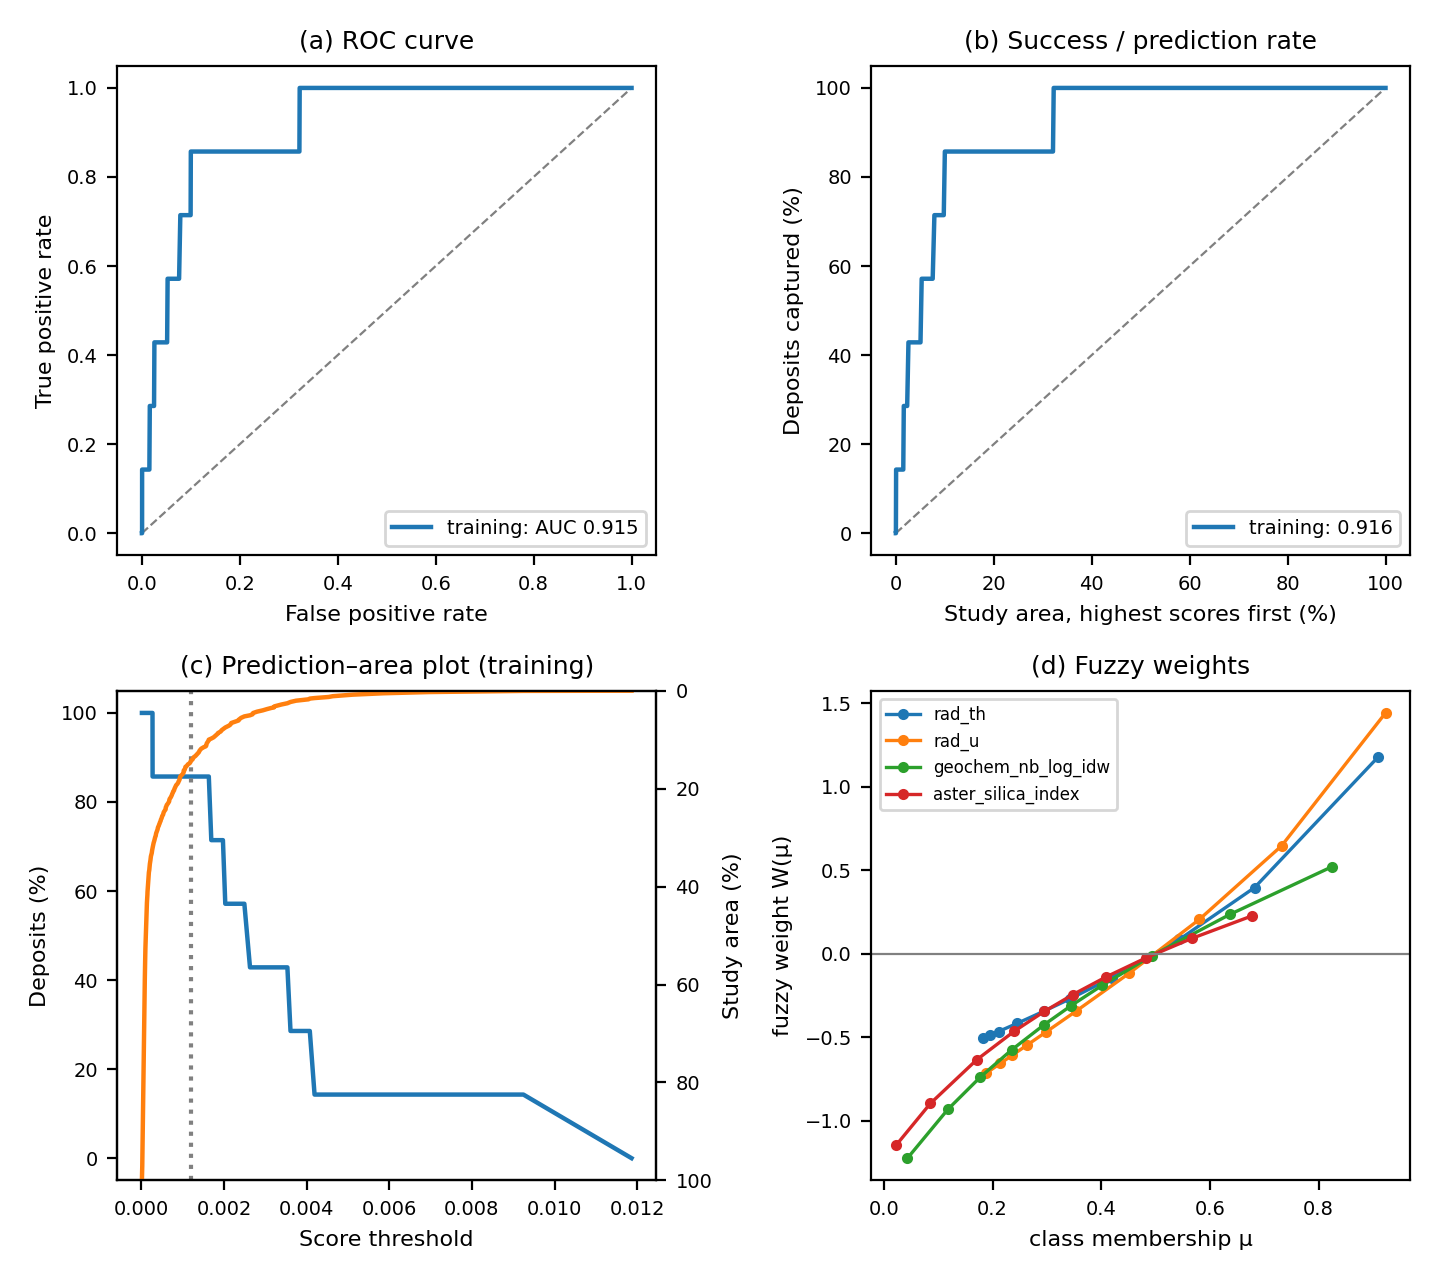 (a) ROC curve
1.0
0.8
0.6
0.4
0.2
0.0
True positive rate
training: AUC 0.915
0.0 0.2 0.4 0.6 0.8 1.0
False positive rate
(b) Success / prediction rate
100
80
60
40
20
0
Deposits captured (%)
training: 0.916
0 20 40 60 80 100
Study area, highest scores first (%)
(c) Prediction–area plot (training)
100
80
60
40
20
0
Deposits (%)
0
20
40
60
80
100
Study area (%)
0.000 0.002 0.004 0.006 0.008 0.010 0.012
Score threshold
(d) Fuzzy weights
1.5
1.0
0.5
0.0
−0.5
−1.0
fuzzy weight W(μ)
rad_th
rad_u
geochem_nb_log_idw
aster_silica_index
0.0 0.2 0.4 0.6 0.8
class membership μ